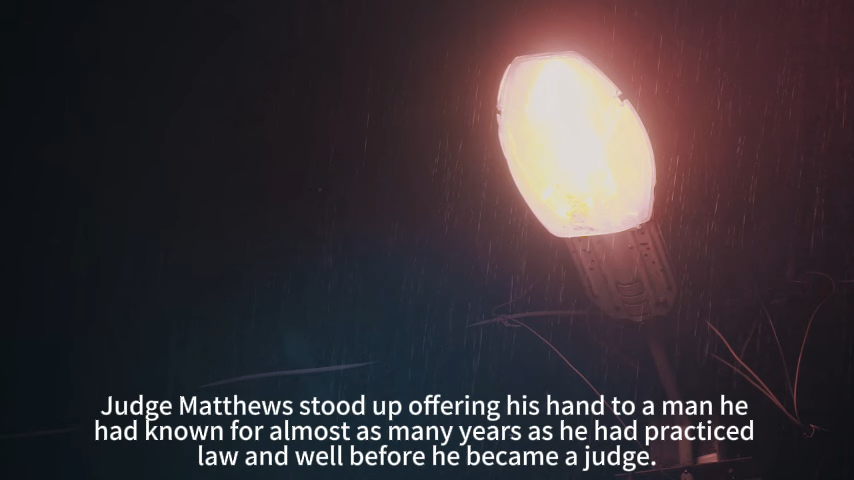 Judge Matthews stood up offering his hand to a man he
had known for almost as many years as he had practiced
law and well before he became a judge.